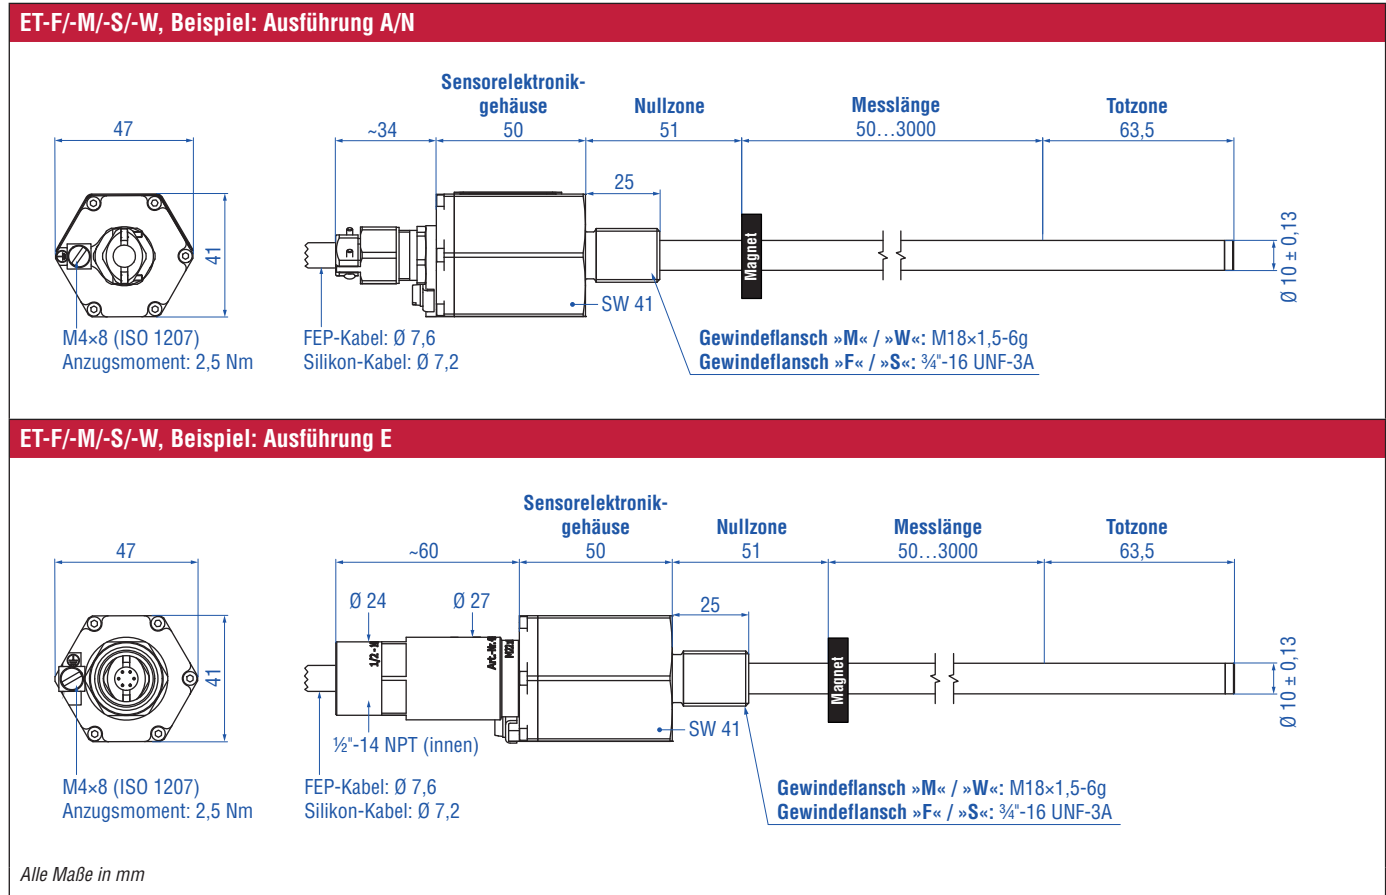 ET-F/-M/-S/-W, Beispiel: Ausführung A/N
Sensorelektronik-
gehäuse
Nullzone
Messlänge
Totzone
47
~34
50
51
50…3000
63,5
25
41
Magnet
Ø 10 ± 0,13
SW 41
M4×8 (ISO 1207)
Anzugsmoment: 2,5 Nm
FEP-Kabel: Ø 7,6
Silikon-Kabel: Ø 7,2
Gewindeflansch »M« / »W«: M18×1,5-6g
Gewindeflansch »F« / »S«: ¾"-16 UNF-3A
ET-F/-M/-S/-W, Beispiel: Ausführung E
Sensorelektronik-
gehäuse
Nullzone
Messlänge
Totzone
47
~60
50
51
50…3000
63,5
Ø 24
Ø 27
25
41
Magnet
Ø 10 ± 0,13
SW 41
½"-14 NPT (innen)
M4×8 (ISO 1207)
Anzugsmoment: 2,5 Nm
FEP-Kabel: Ø 7,6
Silikon-Kabel: Ø 7,2
Gewindeflansch »M« / »W«: M18×1,5-6g
Gewindeflansch »F« / »S«: ¾"-16 UNF-3A
Alle Maße in mm